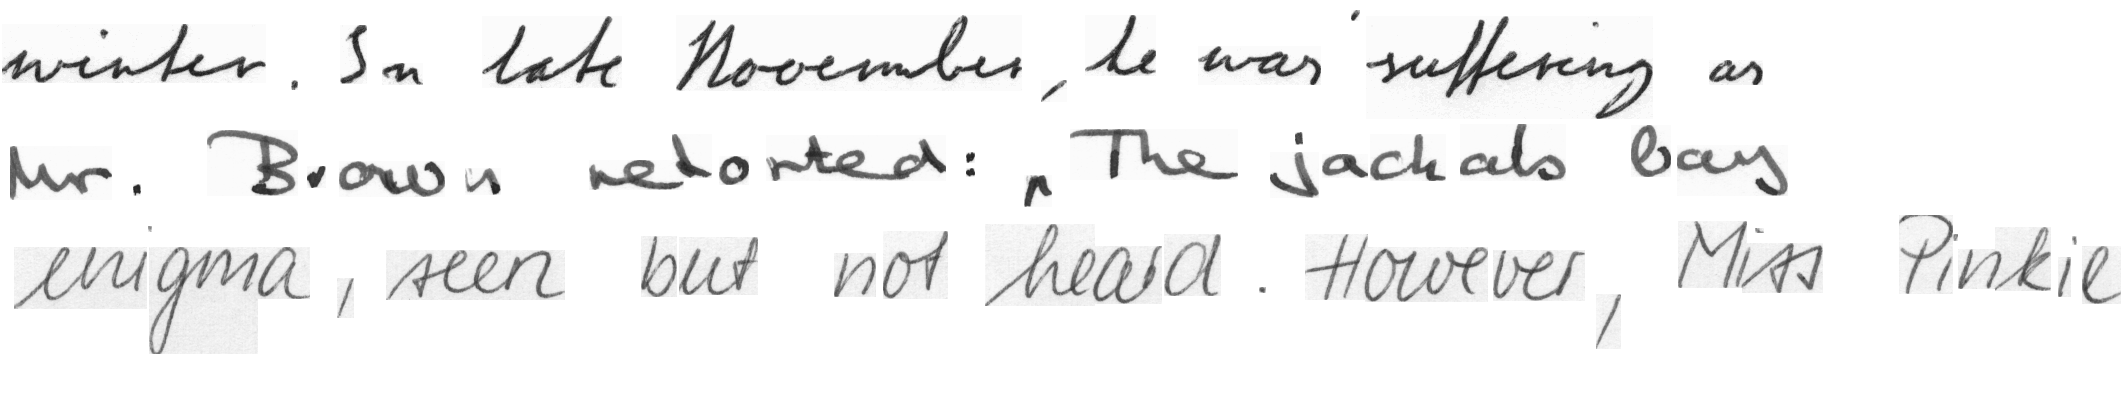 winter. In late November, he was suffering as
Mr. Brown retorted: "The jackals bay
enigma, seen but not heard. However, Miss Pinkie